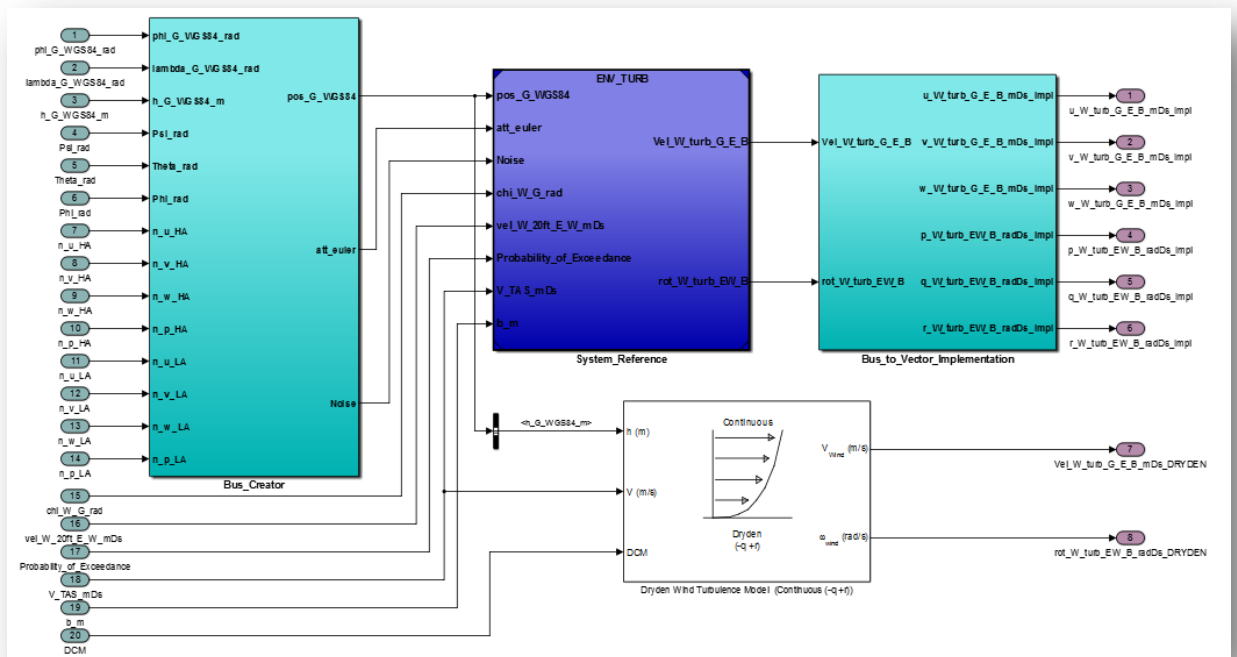 1
phi_G_WGS84_rad
2
lambda_G_WGS84_rad
3
h_G_WGS84_m
4
Psi_rad
5
Theta_rad
6
Phi_rad
7
n_u_HA
8
n_v_HA
9
n_w_HA
10
n_p_HA
11
n_u_LA
12
n_v_LA
13
n_w_LA
14
n_p_LA
15
chi_W_G_rad
16
vel_W_20ft_E_W_mDs
17
Probability_of_Exceedance
18
V_TAS_mDs
19
b_m
20
DCM
phi_G_WGS84_rad
lambda_G_WGS84_rad
h_G_WGS84_m
Psi_rad
Theta_rad
Phi_rad
n_u_HA
n_v_HA
n_w_HA
n_p_HA
n_u_LA
n_v_LA
n_w_LA
n_p_LA
pos_G_WGS84
att_euler
Noise
Bus_Creator
ENV_TURB
pos_G_WGS84
att_euler
Noise
chi_W_G_rad
vel_W_20ft_E_W_mDs
Probability_of_Exceedance
V_TAS_mDs
b_m
Vel_W_turb_G_E_B
rot_W_turb_EW_B
System_Reference
Vel_W_turb_G_E_B
rot_W_turb_EW_B
u_W_turb_G_E_B_mDs_Impl
v_W_turb_G_E_B_mDs_Impl
w_W_turb_G_E_B_mDs_Impl
p_W_turb_EW_B_radDs_Impl
q_W_turb_EW_B_radDs_Impl
r_W_turb_EW_B_radDs_Impl
Bus_to_Vector_Implementation
1
u_W_turb_G_E_B_mDs_Impl
2
v_W_turb_G_E_B_mDs_Impl
3
w_W_turb_G_E_B_mDs_Impl
4
p_W_turb_EW_B_radDs_Impl
5
q_W_turb_EW_B_radDs_Impl
6
r_W_turb_EW_B_radDs_Impl
<h_G_WGS84_m>
h (m)
V (m/s)
DCM
Continuous
Dryden
(-q +r)
V Wind (m/s)
ω wind (rad/s)
Dryden Wind Turbulence Model (Continuous (-q +r))
7
Vel_W_turb_G_E_B_mDs_DRYDEN
8
rot_W_turb_EW_B_radDs_DRYDEN